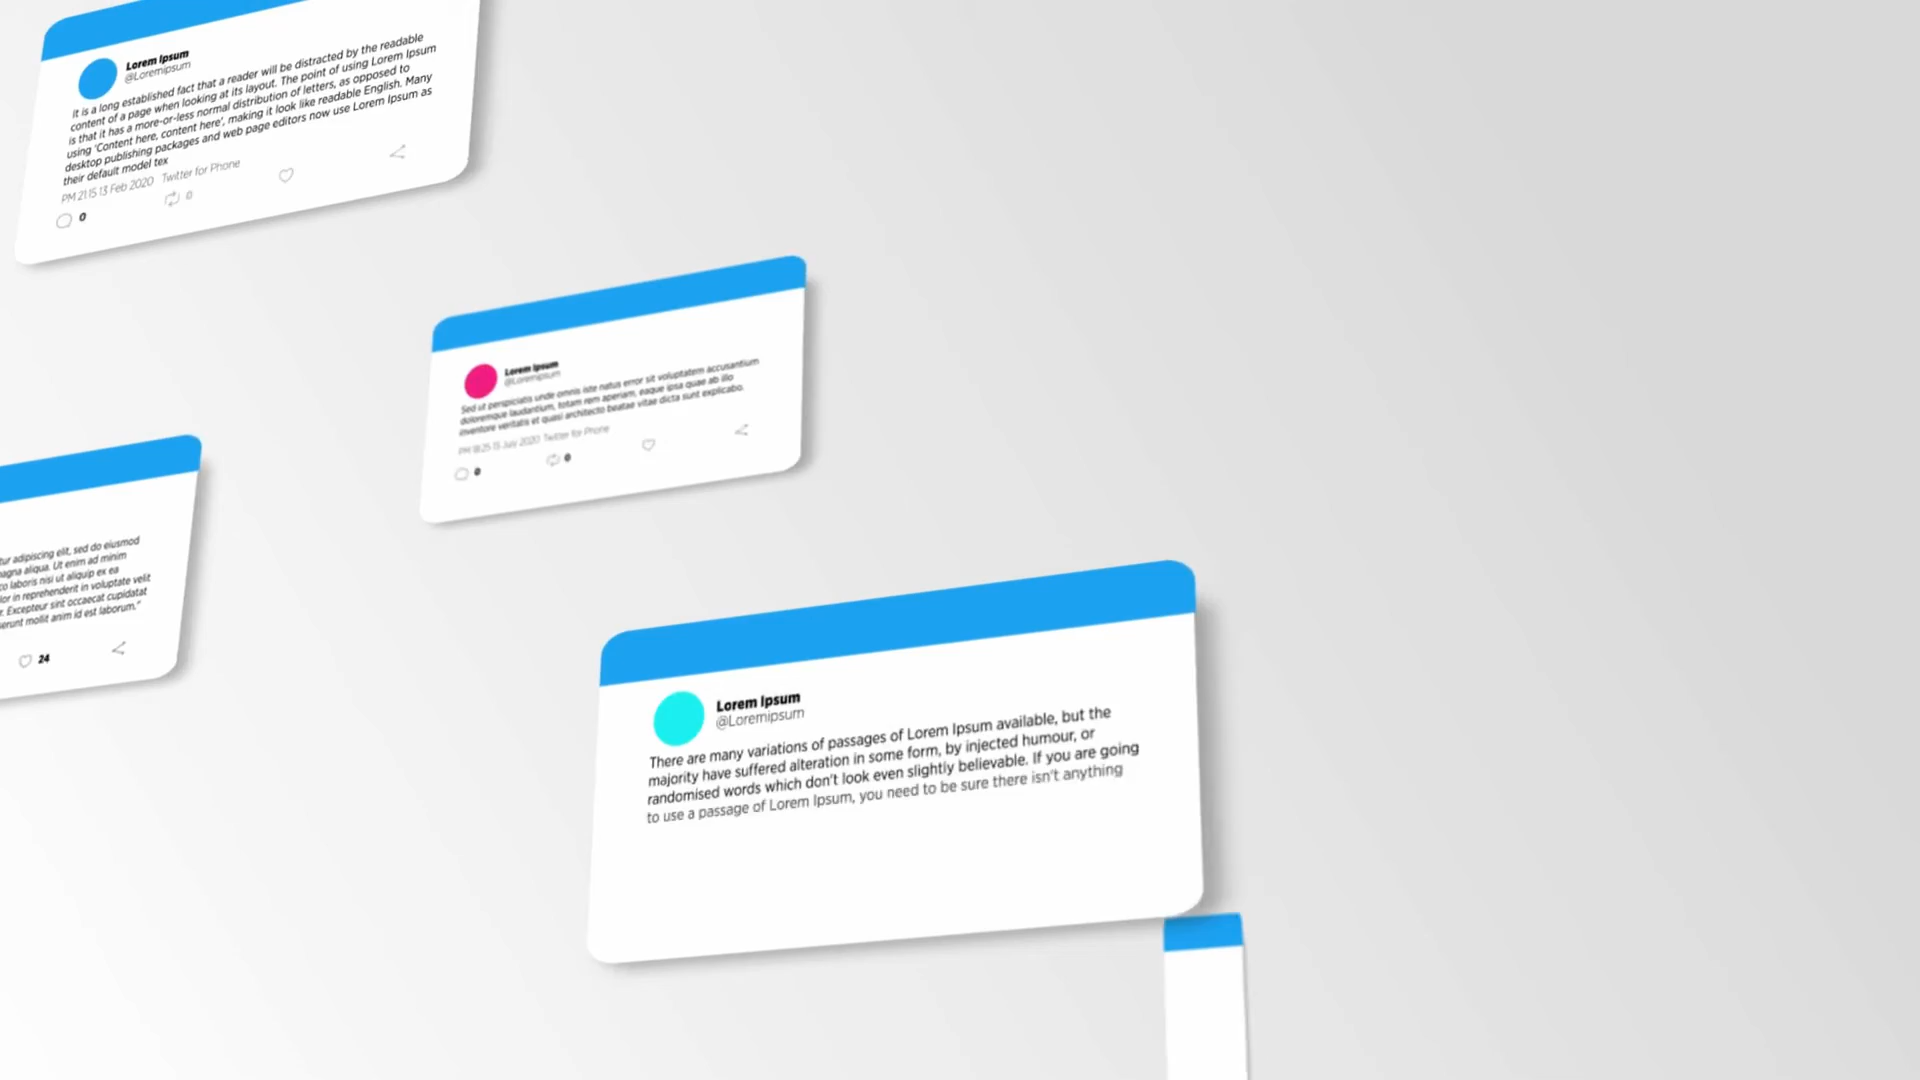 Lorem Ipsum
@Loremipsum
It is a long established fact that a reader will be distracted by the readable
content of a page when looking at its layout. The point of using Lorem Ipsum
is that it has a more-or-less normal distribution of letters, as opposed to
using 'Content here, content here', making it look like readable English. Many
desktop publishing packages and web page editors now use Lorem Ipsum as
their default model tex
PM 21:15 13 Feb 2020 Twitter for Phone
0 0
Lorem Ipsum
@Loremipsum
Sed ut perspiciatis unde omnis iste natus error sit voluptatem accusantium
doloremque laudantium, totam rem aperiam, eaque ipsa quae ab illo
inventore veritatis et quasi architecto beatae vitae dicta sunt explicabo.
2020 Twitter for Phone
0 0
tur adipiscing elit, sed do eiusmod
agna aliqua. Ut enim ad minim
co laboris nisi ut aliquip ex ea
lor in reprehenderit in voluptate velit
r. Excepteur sint occaecat cupidatat
serunt mollit anim id est laborum."
24
Lorem Ipsum
@Loremipsum
There are many variations of passages of Lorem Ipsum available, but the
majority have suffered alteration in some form, by injected humour, or
randomised words which don't look even slightly believable. If you are going
to use a passage of Lorem Ipsum, you need to be sure there isn't anything